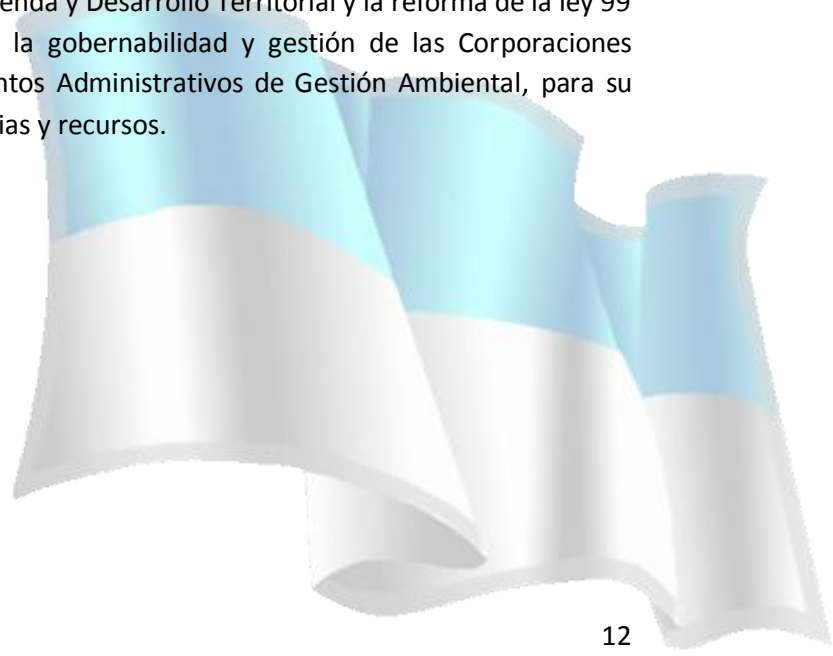 enda y Desarrollo Territorial y la reforma de la ley 99
la gobernabilidad y gestión de las Corporaciones
ntos Administrativos de Gestión Ambiental, para su
ias y recursos.
12